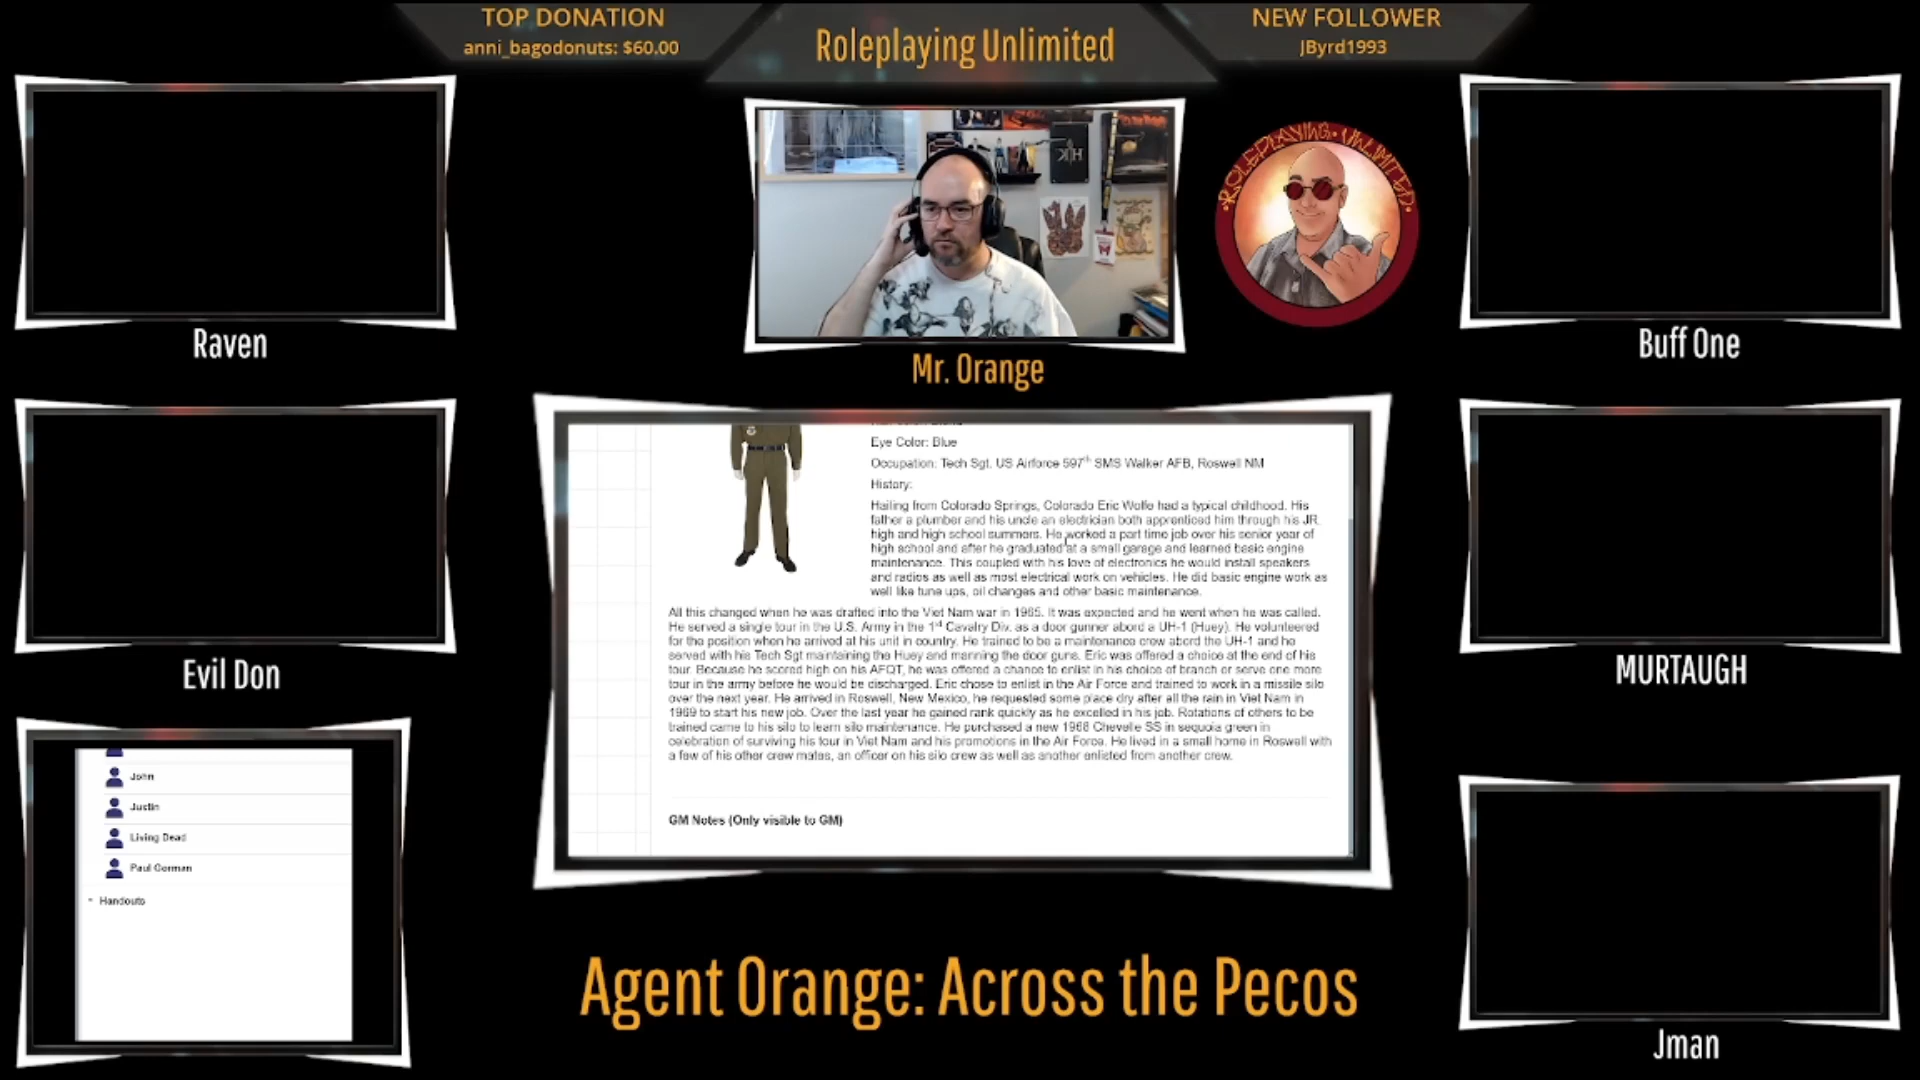 TOP DONATION
anni_bagodonuts: $60.00
Roleplaying Unlimited
NEW FOLLOWER
JByrd1993
ROLEPLAYING UNLIMITED
Raven
Mr. Orange
Buff One
Eye Color: Blue
Occupation: Tech Sgt. US Airforce 597th SMS Walker AFB, Roswell NM
History:
Hailing from Colorado Springs, Colorado Eric Wolfe had a typical childhood. His
father a plumber and his uncle an electrician both apprenticed him through his JR.
high and high school summers. He worked a part time job over his senior year of
high school and after he graduated at a small garage and learned basic engine
maintenance. This coupled with his love of electronics he would install speakers
and radios as well as most electrical work on vehicles. He did basic engine work as
well like tune ups, oil changes and other basic maintenance.
All this changed when he was drafted into the Viet Nam war in 1965. It was expected and he went when he was called.
He served a single tour in the U.S. Army in the 1st Cavalry Div. as a door gunner abord a UH-1 (Huey). He volunteered
for the position when he arrived at his unit in country. He trained to be a maintenance crew abord the UH-1 and he
served with his Tech Sgt maintaining the Huey and manning the door guns. Eric was offered a choice at the end of his
tour. Because he scored high on his AFQT, he was offered a chance to enlist in his choice of branch or serve one more
tour in the army before he would be discharged. Eric chose to enlist in the Air Force and trained to work in a missile silo
over the next year. He arrived in Roswell, New Mexico, he requested some place dry after all the rain in Viet Nam in
1969 to start his new job. Over the last year he gained rank quickly as he excelled in his job. Rotations of others to be
trained came to his silo to learn silo maintenance. He purchased a new 1968 Chevelle SS in sequoia green in
celebration of surviving his tour in Viet Nam and his promotions in the Air Force. He lived in a small home in Roswell with
a few of his other crew mates, an officer on his silo crew as well as another enlisted from another crew.
GM Notes (Only visible to GM)
Evil Don
MURTAUGH
John
Justin
Living Dead
Paul Gorman
Handouts
Agent Orange: Across the Pecos
Jman